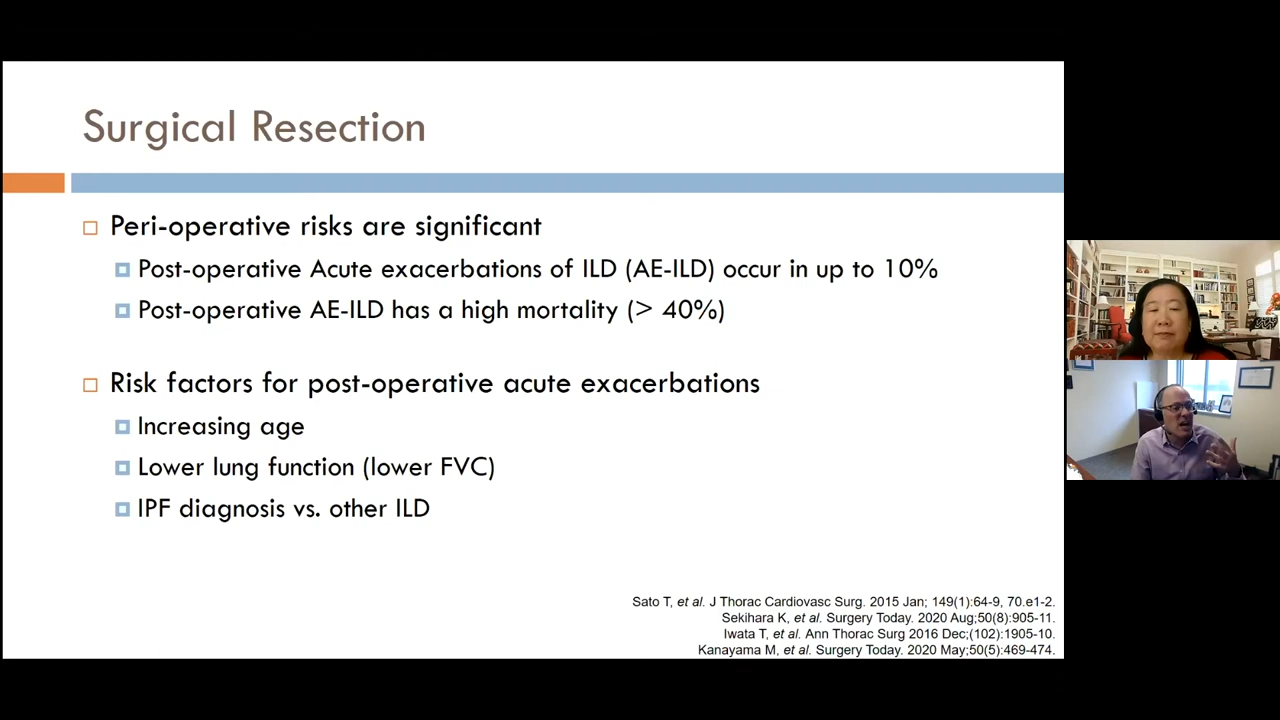 Surgical Resection
Peri-operative risks are significant
Post-operative Acute exacerbations of ILD (AE-ILD) occur in up to 10%
Post-operative AE-ILD has a high mortality (> 40%)
Risk factors for post-operative acute exacerbations
Increasing age
Lower lung function (lower FVC)
IPF diagnosis vs. other ILD
Sato T, et al. J Thorac Cardiovasc Surg. 2015 Jan; 149(1):64-9, 70.e1-2.
Sekihara K, et al. Surgery Today. 2020 Aug;50(8):905-11.
Iwata T, et al. Ann Thorac Surg 2016 Dec;(102):1905-10.
Kanayama M, et al. Surgery Today. 2020 May;50(5):469-474.